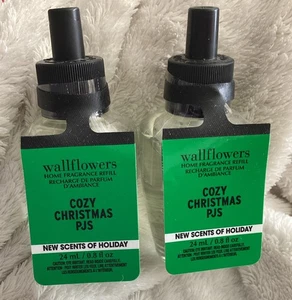 wallflowers
HOME FRAGRANCE REFILL
RECHARGE DE PARFUM
D'AMBIANCE
COZY
CHRISTMAS
PJS
NEW SCENTS OF HOLIDAY
24 mL / 0.8 fl oz
wallflowers
HOME FRAGRANCE REFILL
RECHARGE DE PARFUM
D'AMBIANCE
COZY
CHRISTMAS
PJS
NEW SCENTS OF HOLIDAY
24 mL / 0.8 fl oz